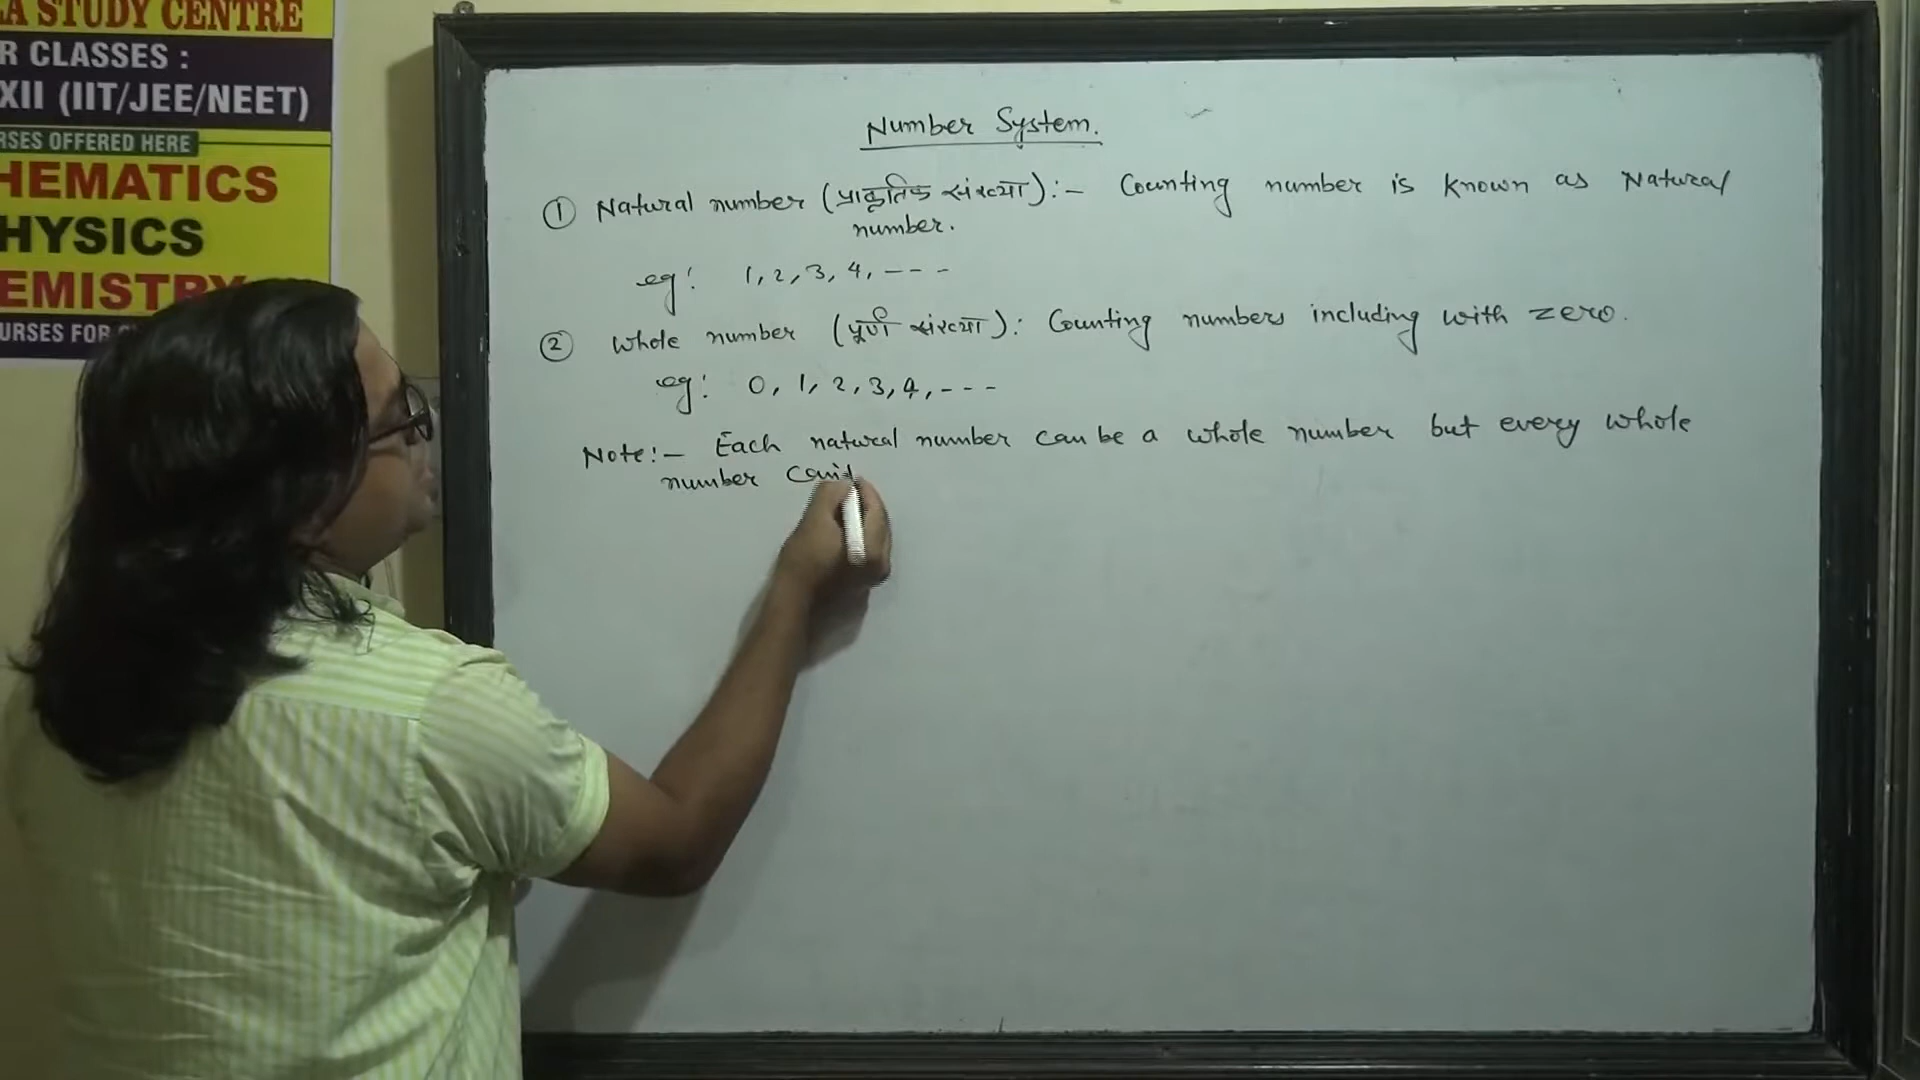 LA STUDY CENTRE
R CLASSES :
XII (IIT/JEE/NEET)
RSES OFFERED HERE
HEMATICS
HYSICS
EMISTRY
URSES FOR
Number System.
① Natural number (प्राकृतिक संख्या):- Counting number is known as Natural
number.
eg: 1, 2, 3, 4, - - -
② Whole number (पूर्ण संख्या): Counting numbers including with zero.
eg: 0, 1, 2, 3, 4, - - -
Note:- Each natural number can be a whole number but every whole
number can't